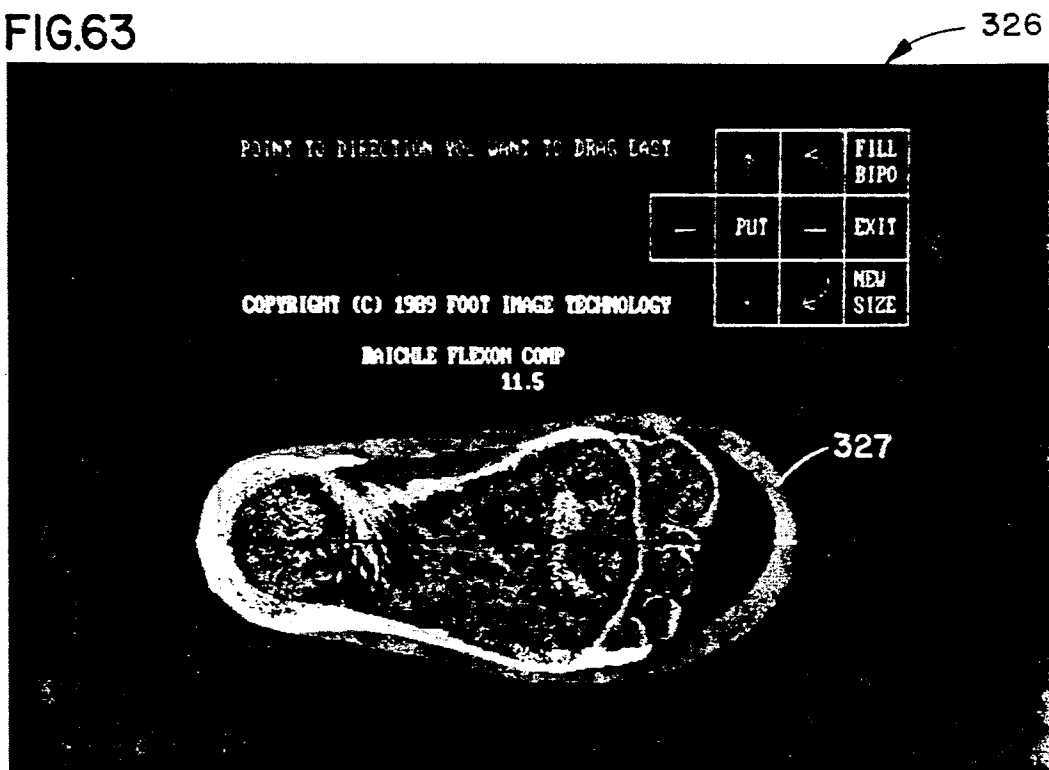 FIG.63
326
POINT TO DIRECTION YOU WANT TO DRAG LAST
FILL
BIPO
PUT
EXIT
NEW
SIZE
COPYRIGHT (C) 1989 FOOT IMAGE TECHNOLOGY
RAICHLE FLEXON COMP
11.5
327